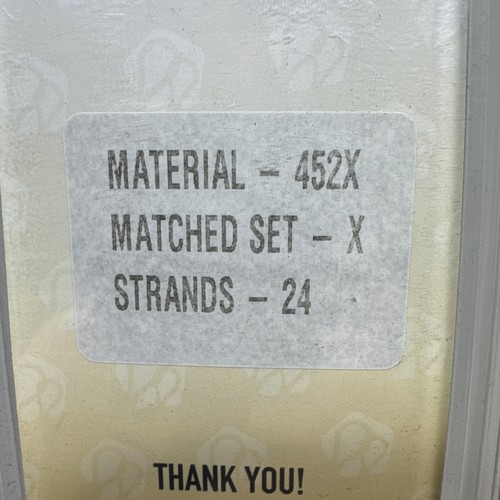 MATERIAL – 452X
MATCHED SET – X
STRANDS – 24
THANK YOU!